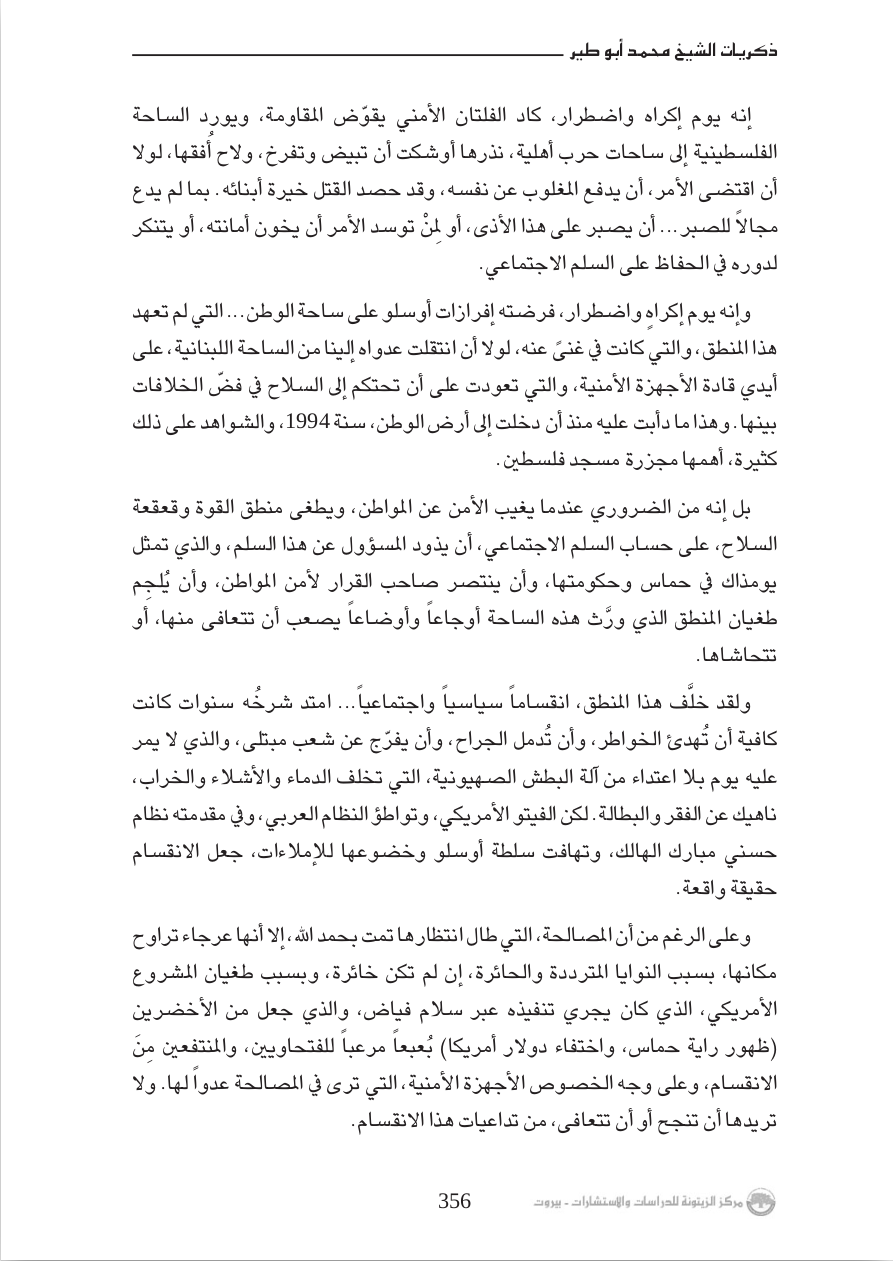 ذكريات الشيخ محمد أبو طير
إنه يوم إكراه واضطرار، كاد الفلتان الأمني يقوّض المقاومة، ويورد الساحة
الفلسطينية إلى ساحات حرب أهلية، نذرها أوشكت أن تبيض وتفرخ، ولاح أُفقها، لولا
أن اقتضى الأمر، أن يدفع المغلوب عن نفسه، وقد حصد القتل خيرة أبنائه. بما لم يدع
مجالاً للصبر... أن يصبر على هذا الأذى، أو لِمنْ توسد الأمر أن يخون أمانته، أو يتنكر
لدوره في الحفاظ على السلم الاجتماعي.
وإنه يوم إكراهٍ واضطرار، فرضته إفرازات أوسلو على ساحة الوطن... التي لم تعهد
هذا المنطق، والتي كانت في غنىً عنه، لولا أن انتقلت عدواه إلينا من الساحة اللبنانية، على
أيدي قادة الأجهزة الأمنية، والتي تعودت على أن تحتكم إلى السلاح في فضّ الخلافات
بينها. وهذا ما دأبت عليه منذ أن دخلت إلى أرض الوطن، سنة 1994، والشواهد على ذلك
كثيرة، أهمها مجزرة مسجد فلسطين.
بل إنه من الضروري عندما يغيب الأمن عن المواطن، ويطغى منطق القوة وقعقعة
السلاح، على حساب السلم الاجتماعي، أن يذود المسؤول عن هذا السلم، والذي تمثل
يومذاك في حماس وحكومتها، وأن ينتصر صاحب القرار لأمن المواطن، وأن يُلجِم
طغيان المنطق الذي ورَّث هذه الساحة أوجاعاً وأوضاعاً يصعب أن تتعافى منها، أو
تتحاشاها.
ولقد خلَّف هذا المنطق، انقساماً سياسياً واجتماعياً... امتد شرخُه سنوات كانت
كافية أن تُهدئ الخواطر، وأن تُدمل الجراح، وأن يفرّج عن شعب مبتلى، والذي لا يمر
عليه يوم بلا اعتداء من آلة البطش الصهيونية، التي تخلف الدماء والأشلاء والخراب،
ناهيك عن الفقر والبطالة. لكن الفيتو الأمريكي، وتواطؤ النظام العربي، وفي مقدمته نظام
حسني مبارك الهالك، وتهافت سلطة أوسلو وخضوعها للإملاءات، جعل الانقسام
حقيقة واقعة.
وعلى الرغم من أن المصالحة، التي طال انتظارها تمت بحمد الله، إلا أنها عرجاء تراوح
مكانها، بسبب النوايا المترددة والحائرة، إن لم تكن خائرة، وبسبب طغيان المشروع
الأمريكي، الذي كان يجري تنفيذه عبر سلام فياض، والذي جعل من الأخضرين
(ظهور راية حماس، واختفاء دولار أمريكا) بُعبعاً مرعباً للفتحاويين، والمنتفعين مِنَ
الانقسام، وعلى وجه الخصوص الأجهزة الأمنية، التي ترى في المصالحة عدواً لها. ولا
تريدها أن تنجح أو أن تتعافى، من تداعيات هذا الانقسام.
مركز الزيتونة للدراسات والاستشارات - بيروت
356